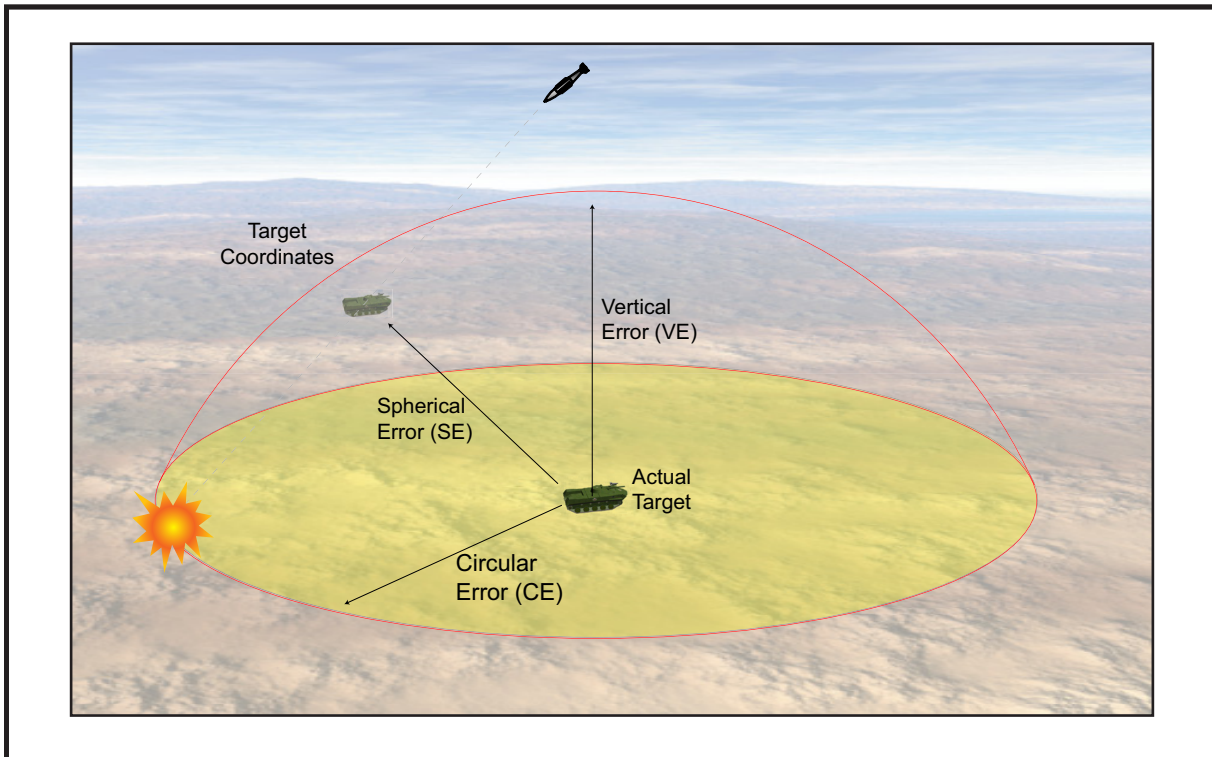 Target
Coordinates
Vertical
Error (VE)
Spherical
Error (SE)
Actual
Target
Circular
Error (CE)